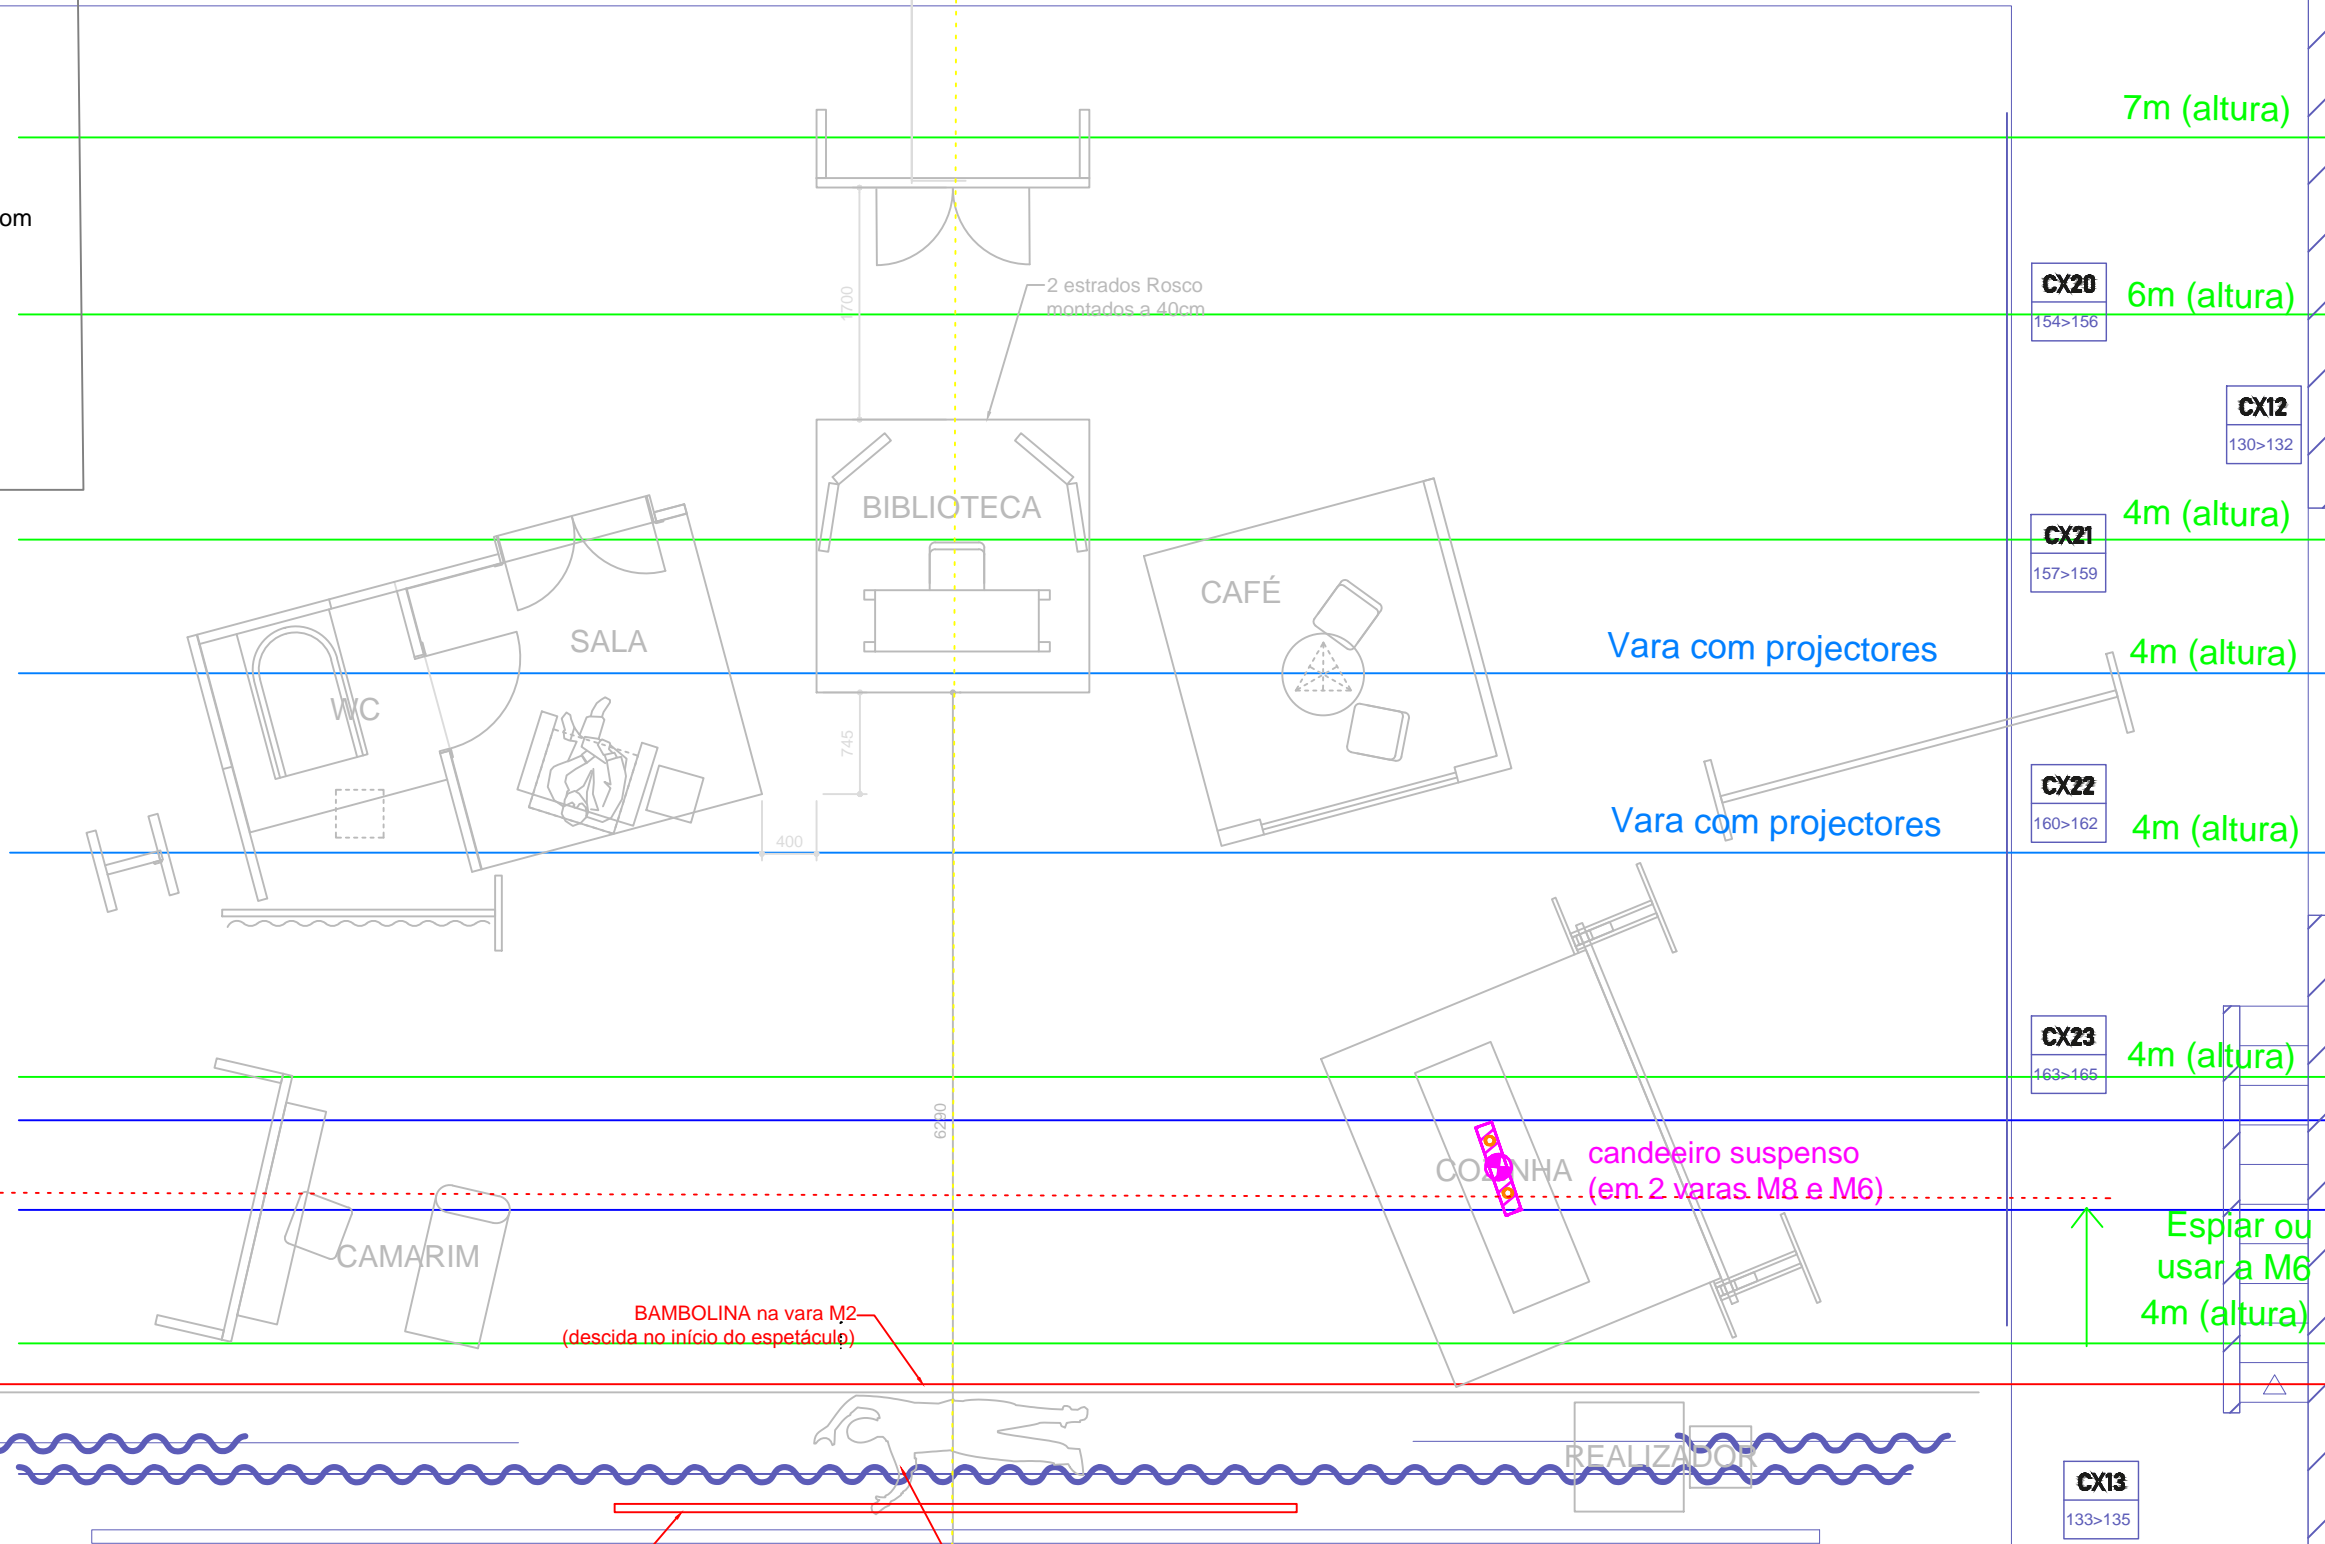 7m (altura)
om
2 estrados Rosco
montados a 40cm
1700
CX20
154>156
6m (altura)
CX12
130>132
BIBLIOTECA
4m (altura)
CX21
157>159
CAFÉ
SALA
Vara com projectores
4m (altura)
WC
745
CX22
160>162
Vara com projectores
4m (altura)
400
CX23
163>165
4m (altura)
6290
COZINHA
candeeiro suspenso
(em 2 varas M8 e M6)
CAMARIM
Espiar ou
usar a M6
4m (altura)
BAMBOLINA na vara M2
(descida no início do espetáculo)
REALIZADOR
CX13
133>135